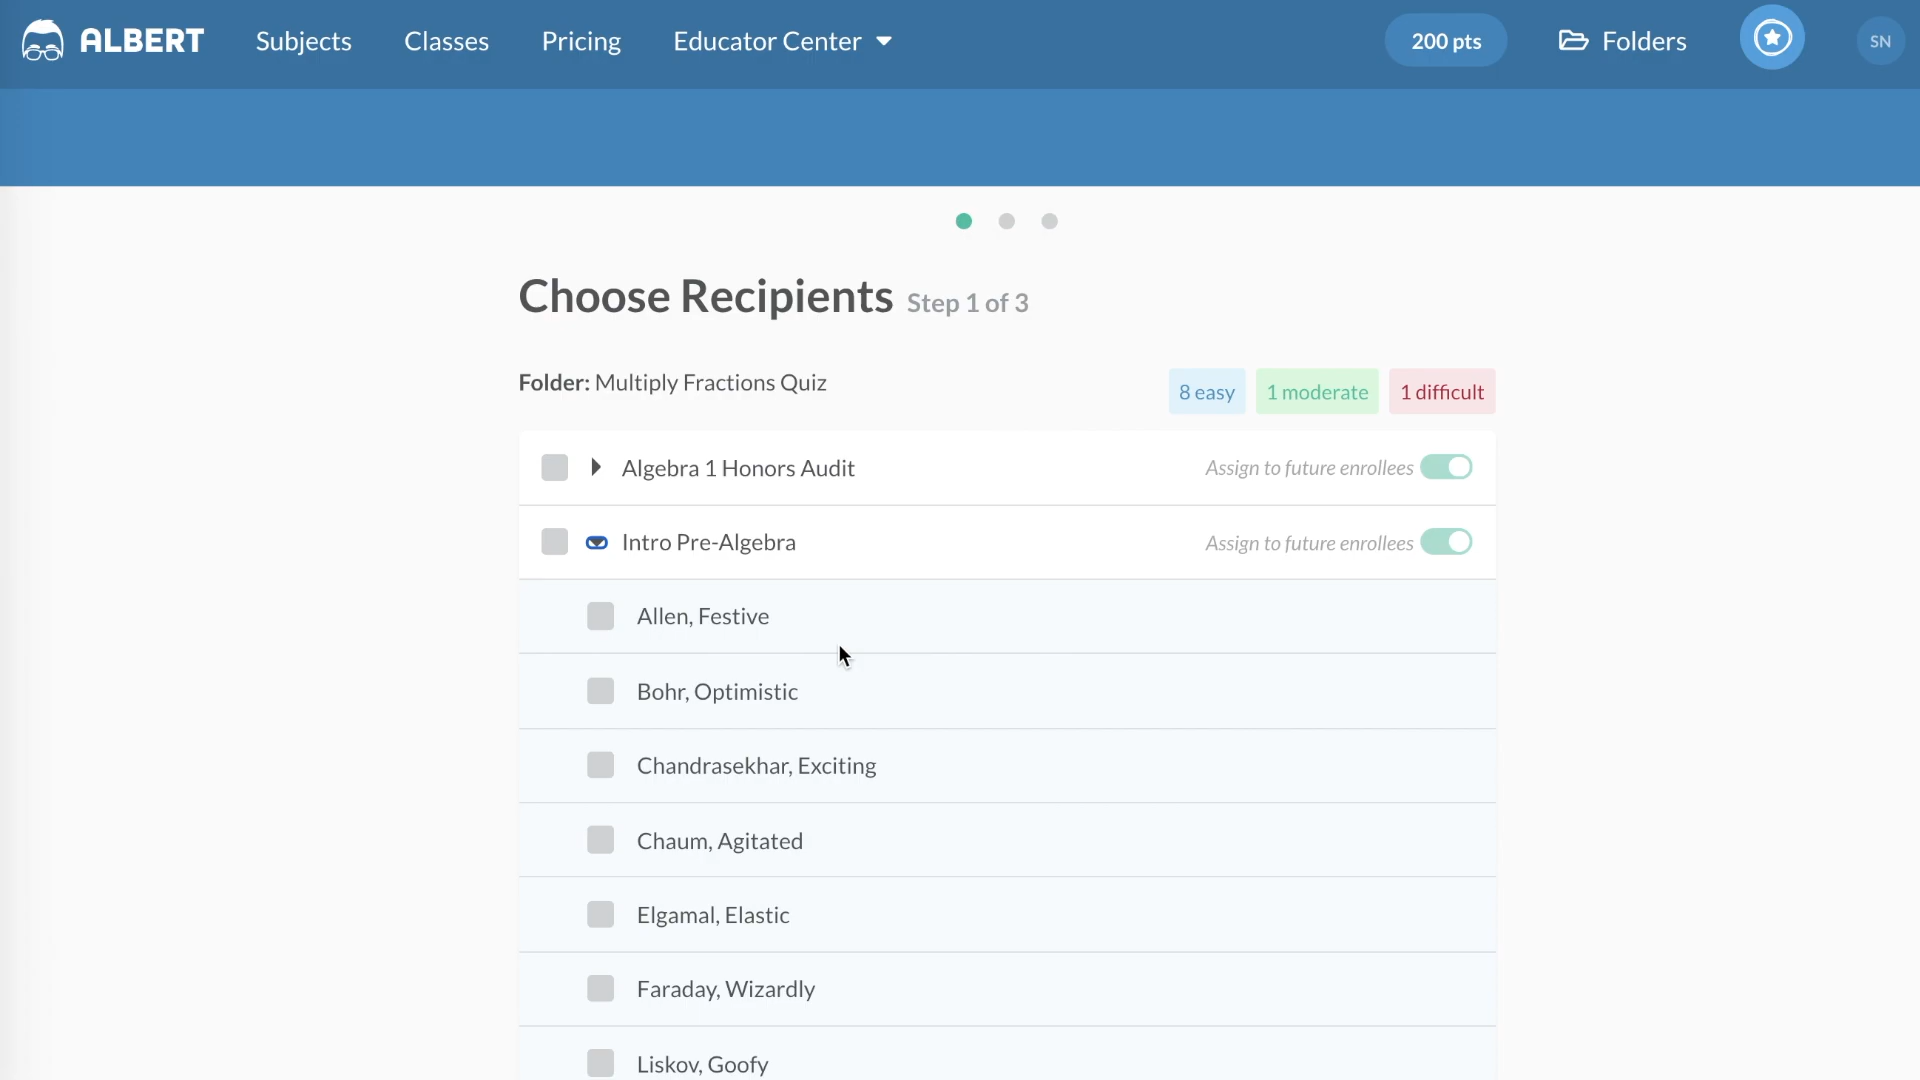 ALBERT Subjects Classes Pricing Educator Center 200 pts Folders SN
Choose Recipients Step 1 of 3
Folder: Multiply Fractions Quiz 8 easy 1 moderate 1 difficult
Algebra 1 Honors Audit Assign to future enrollees
Intro Pre-Algebra Assign to future enrollees
Allen, Festive
Bohr, Optimistic
Chandrasekhar, Exciting
Chaum, Agitated
Elgamal, Elastic
Faraday, Wizardly
Liskov, Goofy